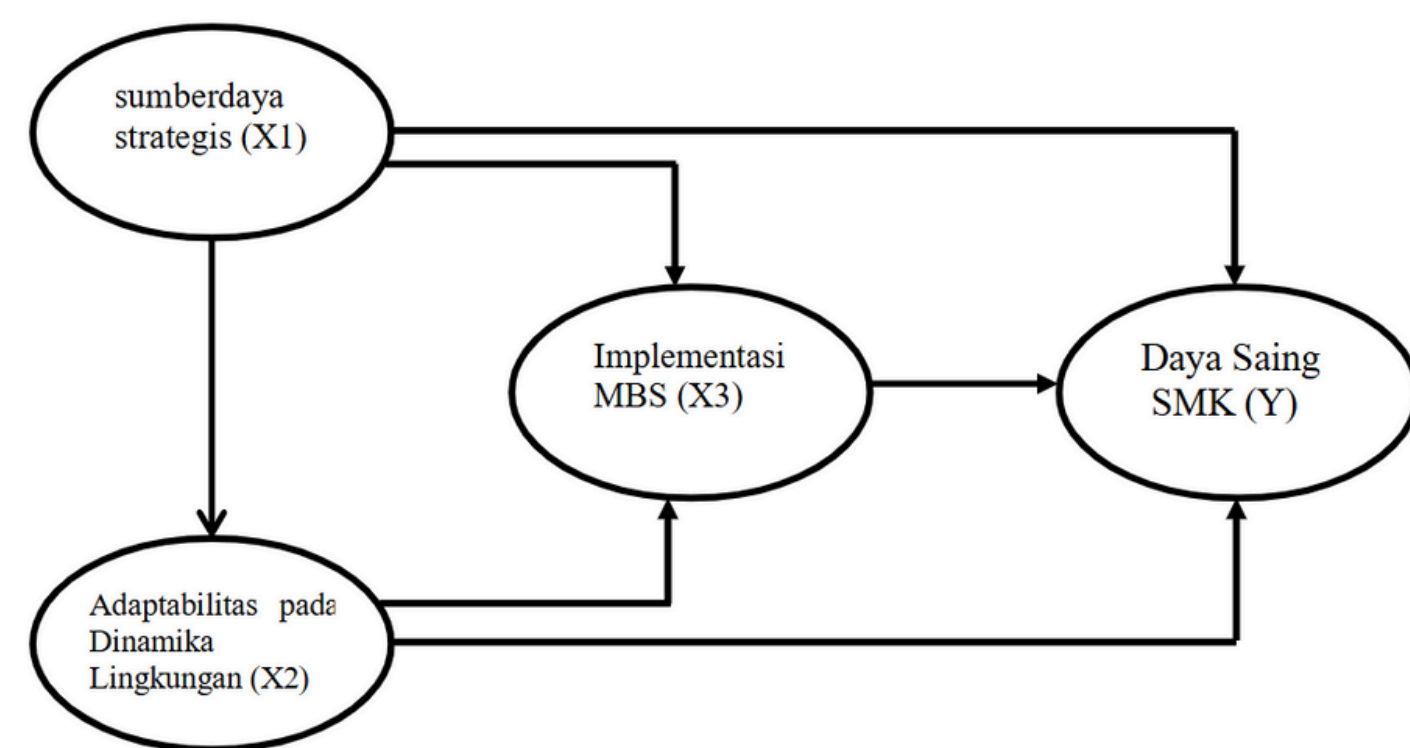 sumberdaya
strategis (X1)
Implementasi
MBS (X3)
Daya Saing
SMK (Y)
Adaptabilitas pada
Dinamika
Lingkungan (X2)